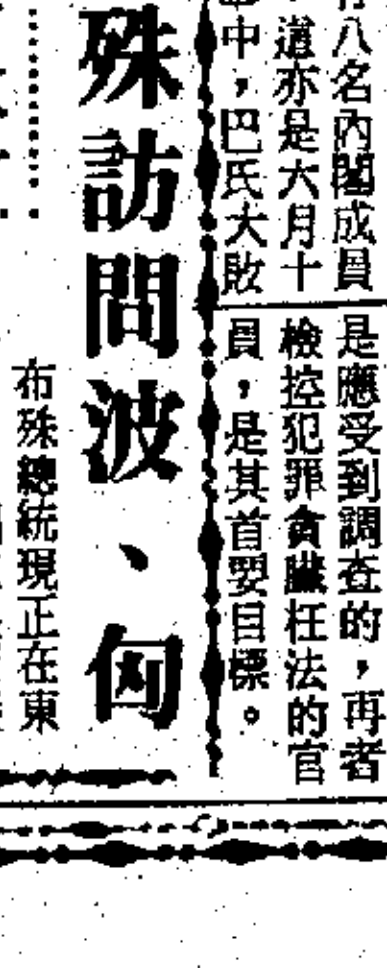 八名內閣成員
道亦是六月十
中，巴氏大敗
是應受到調查的，再者
檢控犯罪貪贓枉法的官
員，是其首要目標。
殊訪問波、匈
布殊總統現正在東